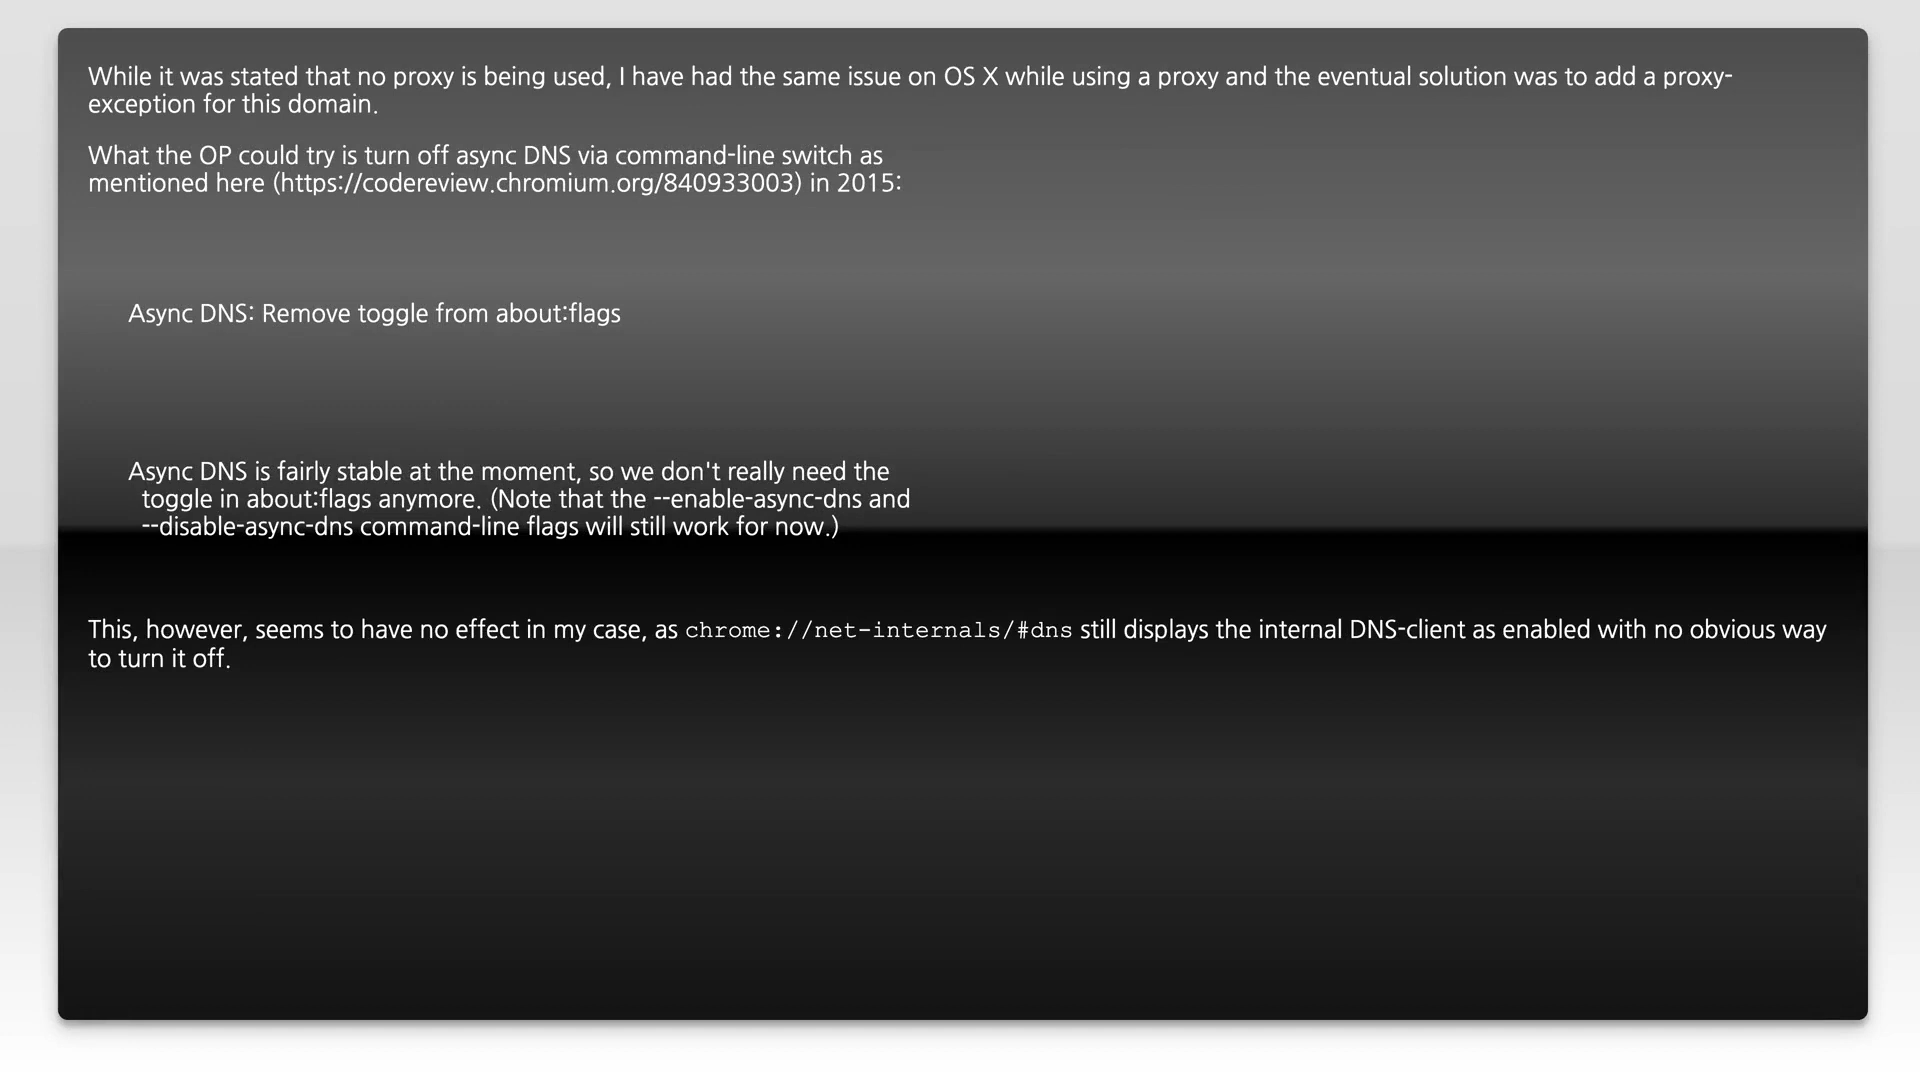 While it was stated that no proxy is being used, I have had the same issue on OS X while using a proxy and the eventual solution was to add a proxy-
exception for this domain.
What the OP could try is turn off async DNS via command-line switch as
mentioned here (https://codereview.chromium.org/840933003) in 2015:
Async DNS: Remove toggle from about:flags
Async DNS is fairly stable at the moment, so we don't really need the
toggle in about:flags anymore. (Note that the --enable-async-dns and
--disable-async-dns command-line flags will still work for now.)
This, however, seems to have no effect in my case, as chrome://net-internals/#dns still displays the internal DNS-client as enabled with no obvious way
to turn it off.